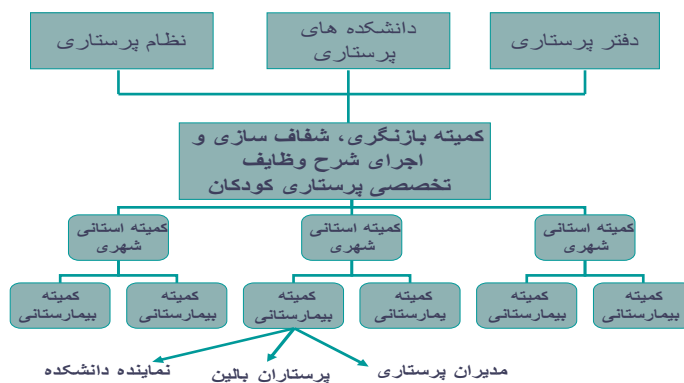 دفتر پرستاری
دانشکده های
پرستاری
نظام پرستاری
کمیته بازنگری، شفاف سازی و
اجرای شرح وظایف
تخصصی پرستاری کودکان
کمیته استانی
شهری
کمیته استانی
شهری
کمیته استانی
شهری
کمیته
بیمارستانی
کمیته
بیمارستانی
کمیته
یمارستانی
کمیته
بیمارستانی
کمیته
بیمارستانی
کمیته
بیمارستانی
مدیران پرستاری
پرستاران بالین
نماینده دانشکده